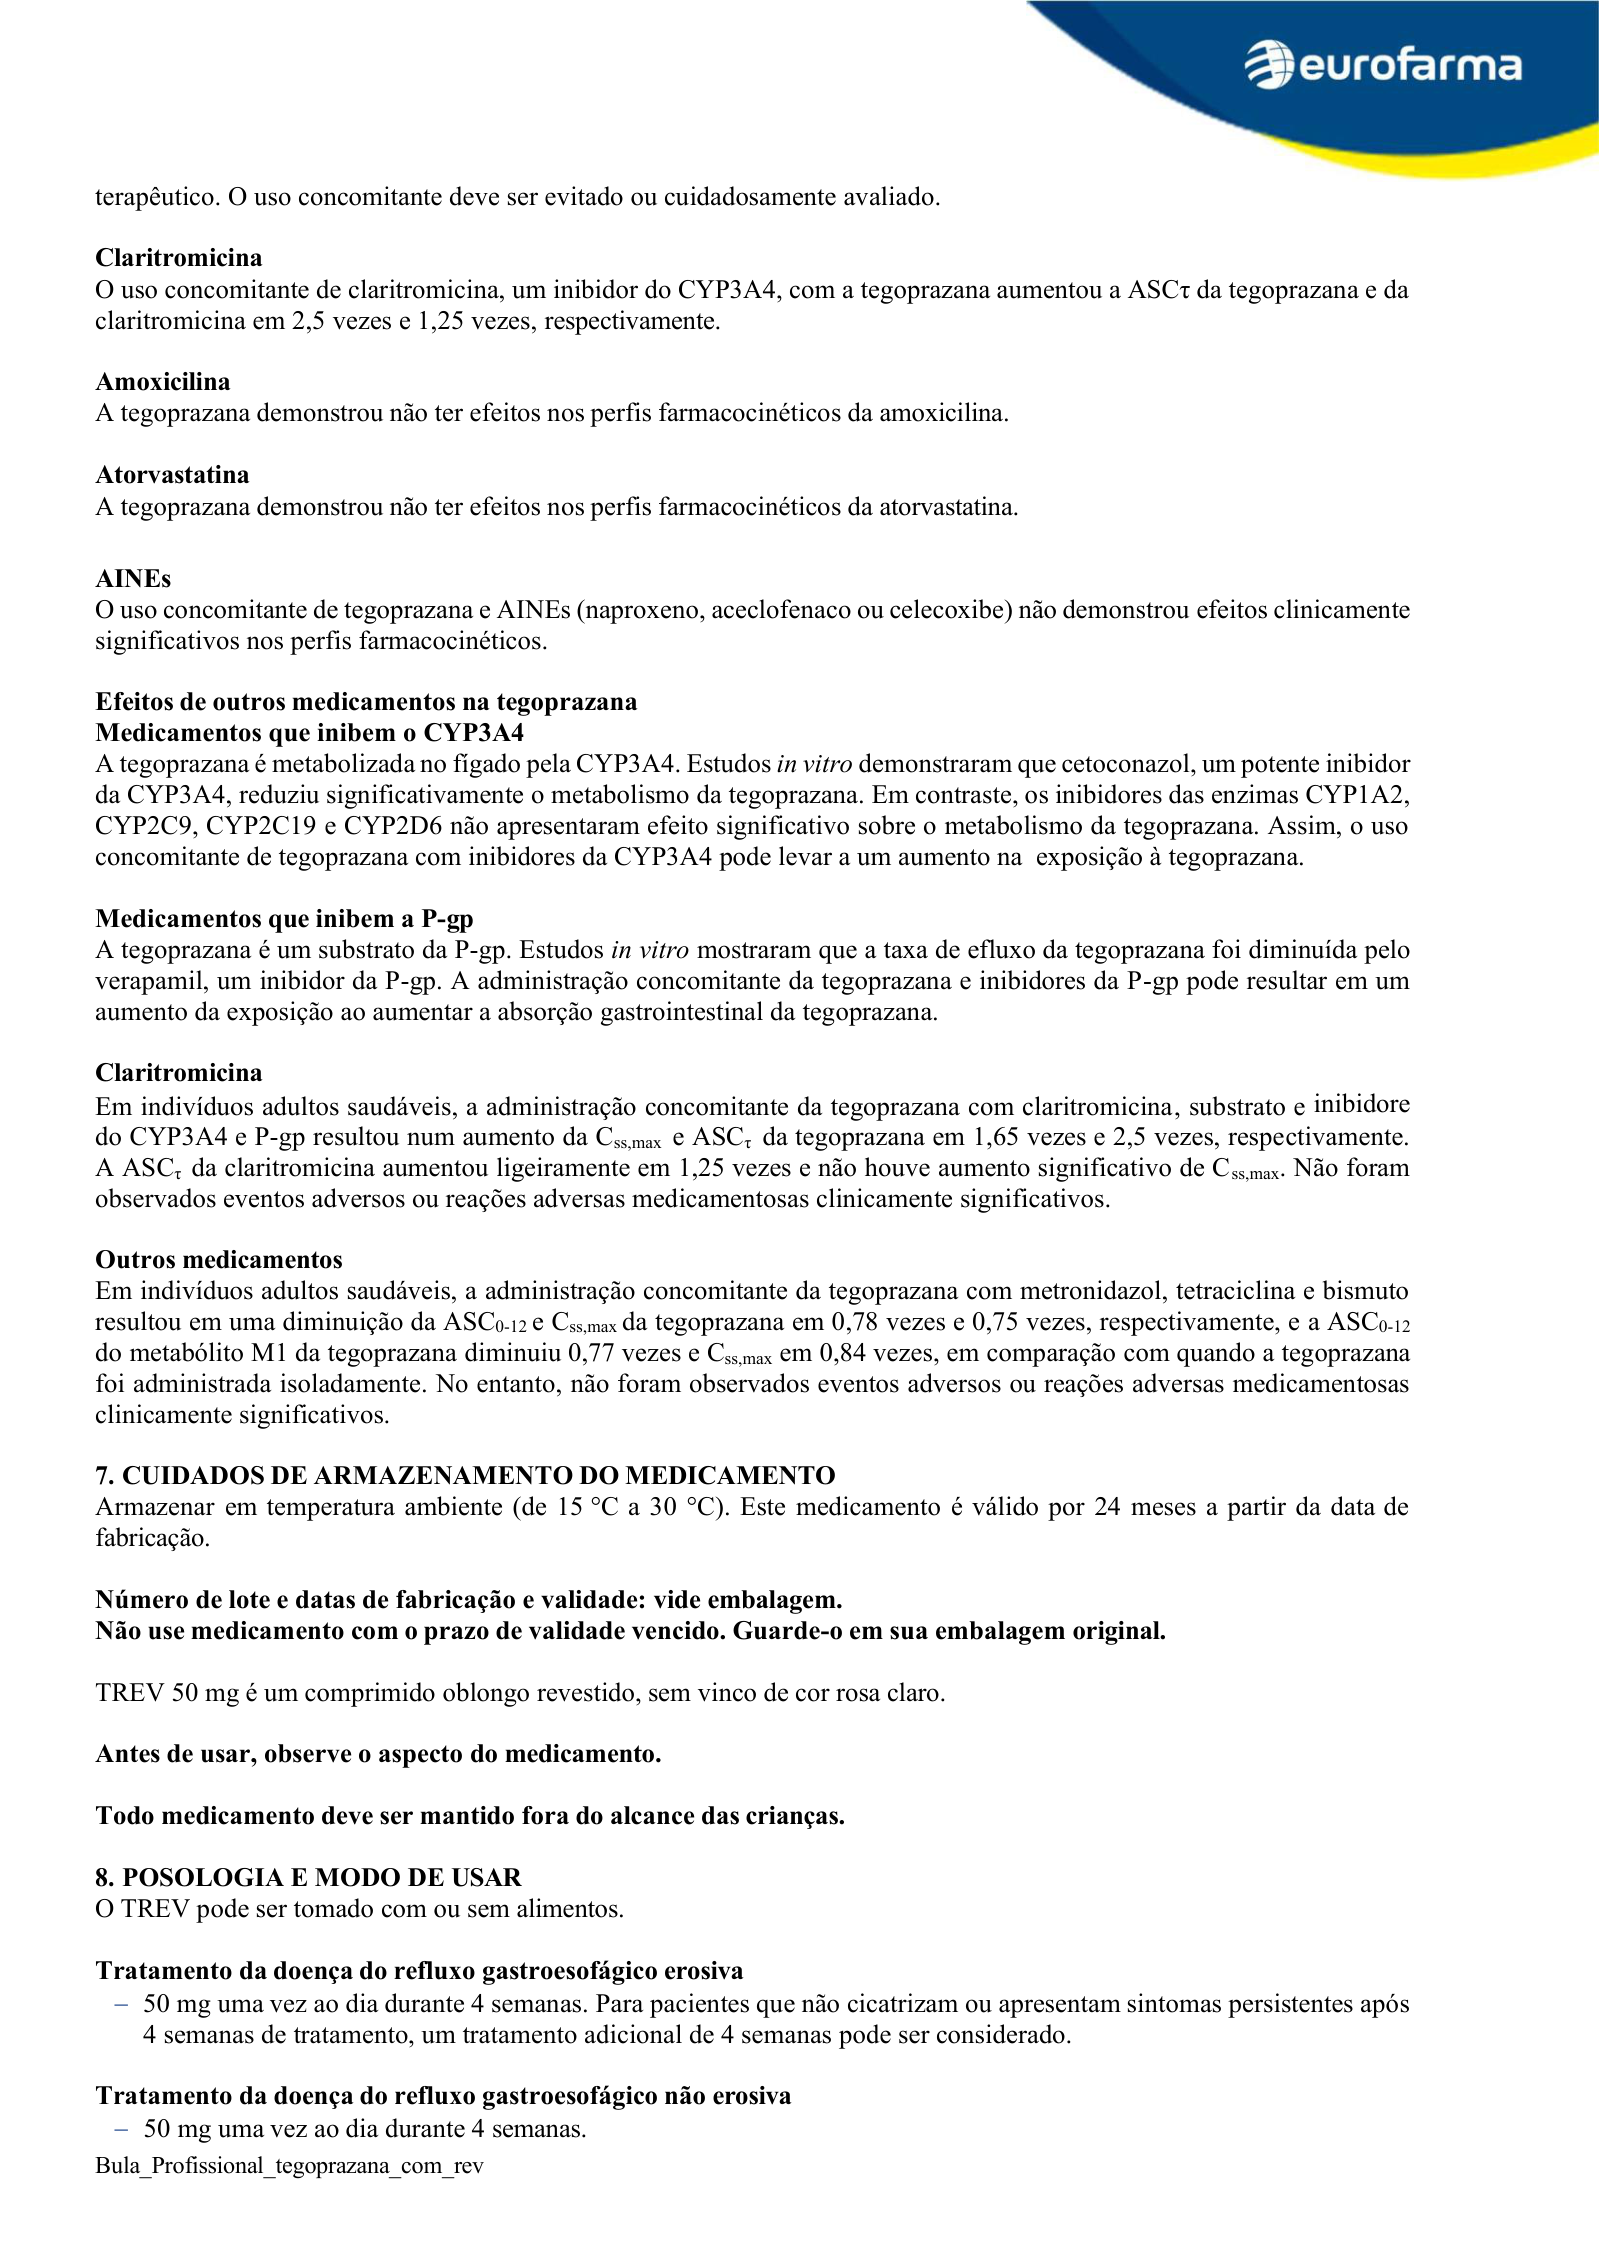 eurofarma
terapêutico. O uso concomitante deve ser evitado ou cuidadosamente avaliado.
Claritromicina
O uso concomitante de claritromicina, um inibidor do CYP3A4, com a tegoprazana aumentou a ASCτ da tegoprazana e da
claritromicina em 2,5 vezes e 1,25 vezes, respectivamente.
Amoxicilina
A tegoprazana demonstrou não ter efeitos nos perfis farmacocinéticos da amoxicilina.
Atorvastatina
A tegoprazana demonstrou não ter efeitos nos perfis farmacocinéticos da atorvastatina.
AINEs
O uso concomitante de tegoprazana e AINEs (naproxeno, aceclofenaco ou celecoxibe) não demonstrou efeitos clinicamente
significativos nos perfis farmacocinéticos.
Efeitos de outros medicamentos na tegoprazana
Medicamentos que inibem o CYP3A4
A tegoprazana é metabolizada no fígado pela CYP3A4. Estudos in vitro demonstraram que cetoconazol, um potente inibidor
da CYP3A4, reduziu significativamente o metabolismo da tegoprazana. Em contraste, os inibidores das enzimas CYP1A2,
CYP2C9, CYP2C19 e CYP2D6 não apresentaram efeito significativo sobre o metabolismo da tegoprazana. Assim, o uso
concomitante de tegoprazana com inibidores da CYP3A4 pode levar a um aumento na exposição à tegoprazana.
Medicamentos que inibem a P-gp
A tegoprazana é um substrato da P-gp. Estudos in vitro mostraram que a taxa de efluxo da tegoprazana foi diminuída pelo
verapamil, um inibidor da P-gp. A administração concomitante da tegoprazana e inibidores da P-gp pode resultar em um
aumento da exposição ao aumentar a absorção gastrointestinal da tegoprazana.
Claritromicina
Em indivíduos adultos saudáveis, a administração concomitante da tegoprazana com claritromicina, substrato e inibidore
do CYP3A4 e P-gp resultou num aumento da Css,max e ASCτ da tegoprazana em 1,65 vezes e 2,5 vezes, respectivamente.
A ASCτ da claritromicina aumentou ligeiramente em 1,25 vezes e não houve aumento significativo de Css,max. Não foram
observados eventos adversos ou reações adversas medicamentosas clinicamente significativos.
Outros medicamentos
Em indivíduos adultos saudáveis, a administração concomitante da tegoprazana com metronidazol, tetraciclina e bismuto
resultou em uma diminuição da ASC0-12 e Css,max da tegoprazana em 0,78 vezes e 0,75 vezes, respectivamente, e a ASC0-12
do metabólito M1 da tegoprazana diminuiu 0,77 vezes e Css,max em 0,84 vezes, em comparação com quando a tegoprazana
foi administrada isoladamente. No entanto, não foram observados eventos adversos ou reações adversas medicamentosas
clinicamente significativos.
7. CUIDADOS DE ARMAZENAMENTO DO MEDICAMENTO
Armazenar em temperatura ambiente (de 15 °C a 30 °C). Este medicamento é válido por 24 meses a partir da data de
fabricação.
Número de lote e datas de fabricação e validade: vide embalagem.
Não use medicamento com o prazo de validade vencido. Guarde-o em sua embalagem original.
TREV 50 mg é um comprimido oblongo revestido, sem vinco de cor rosa claro.
Antes de usar, observe o aspecto do medicamento.
Todo medicamento deve ser mantido fora do alcance das crianças.
8. POSOLOGIA E MODO DE USAR
O TREV pode ser tomado com ou sem alimentos.
Tratamento da doença do refluxo gastroesofágico erosiva
– 50 mg uma vez ao dia durante 4 semanas. Para pacientes que não cicatrizam ou apresentam sintomas persistentes após
4 semanas de tratamento, um tratamento adicional de 4 semanas pode ser considerado.
Tratamento da doença do refluxo gastroesofágico não erosiva
– 50 mg uma vez ao dia durante 4 semanas.
Bula_Profissional_tegoprazana_com_rev